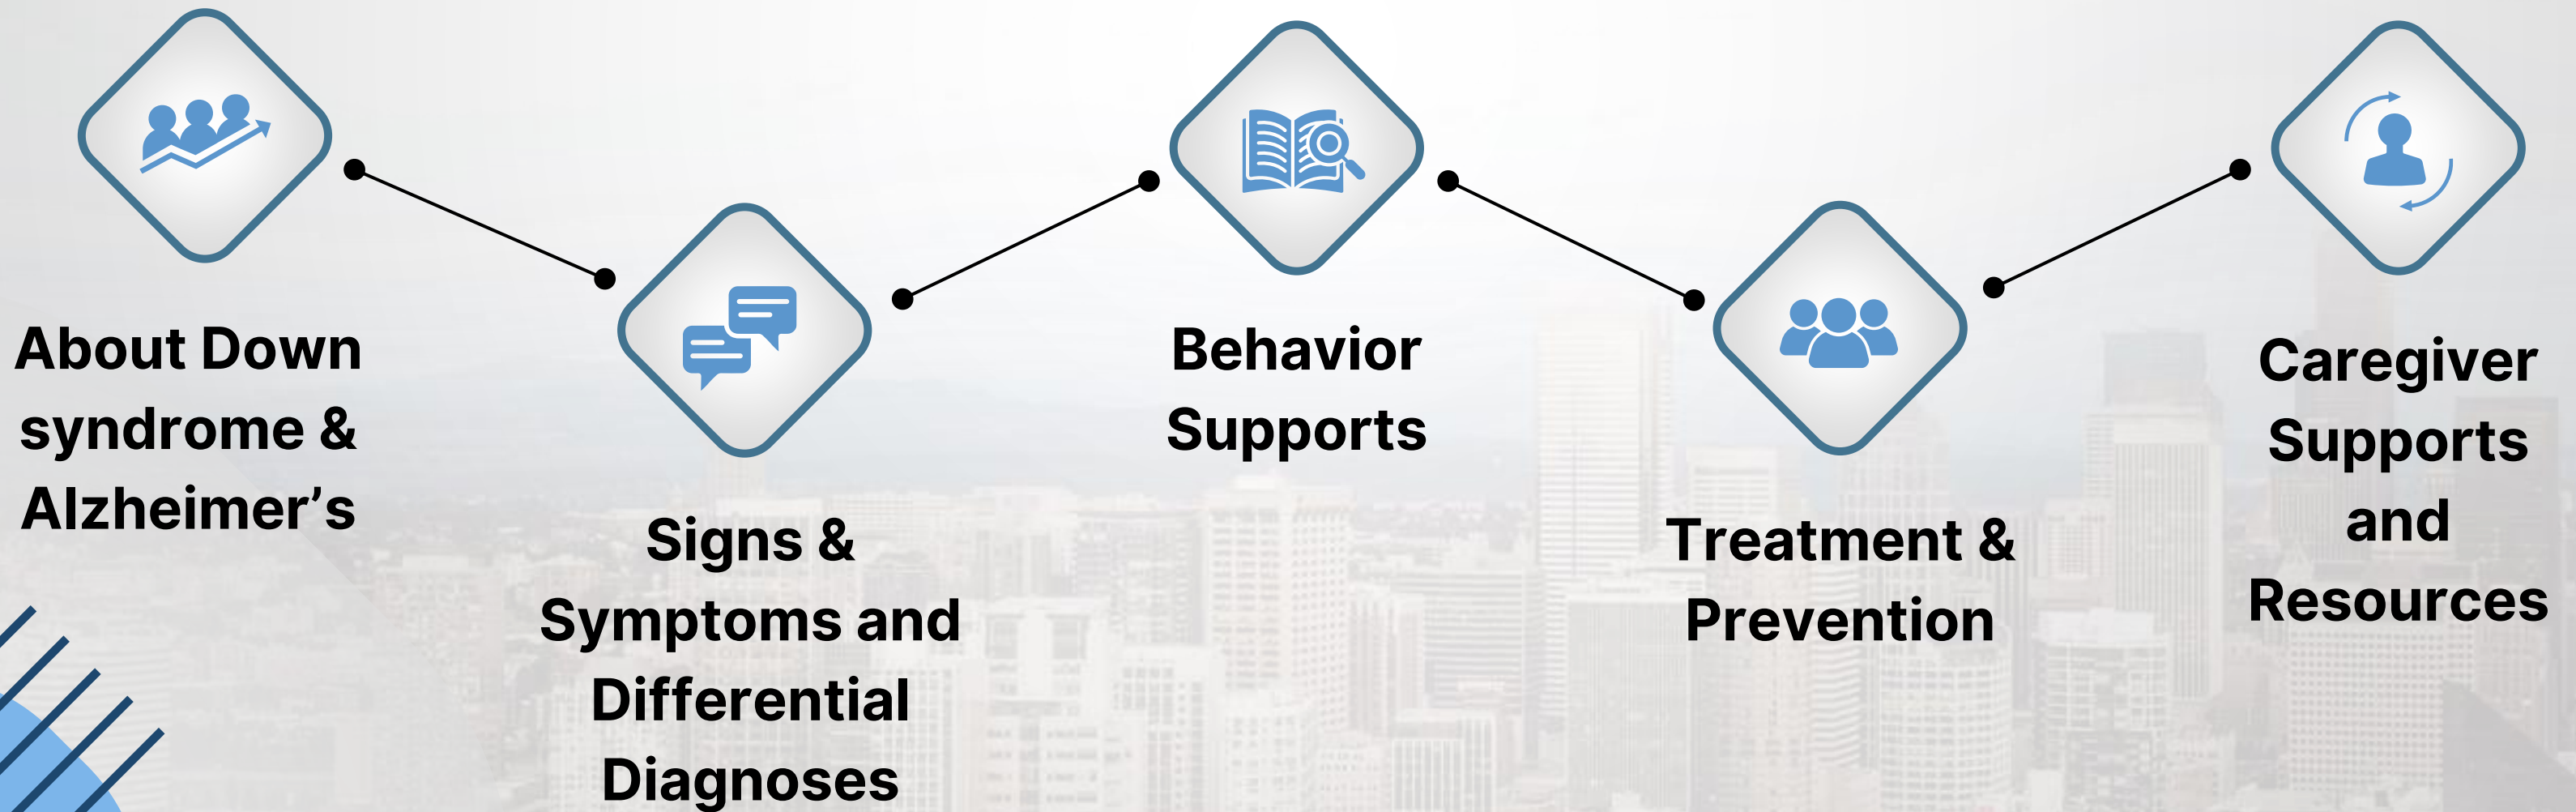 About Down
syndrome &
Alzheimer’s
Signs &
Symptoms and
Differential
Diagnoses
Behavior
Supports
Treatment &
Prevention
Caregiver
Supports
and
Resources